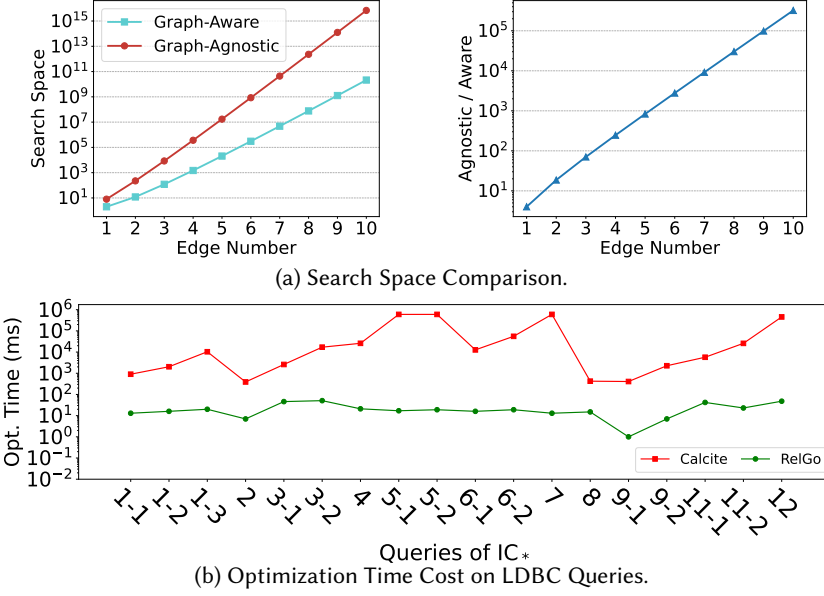 Search Space
10^15
10^13
10^11
10^9
10^7
10^5
10^3
10^1
Graph-Aware
Graph-Agnostic
1 2 3 4 5 6 7 8 9 10
Edge Number
Agnostic / Aware
10^5
10^4
10^3
10^2
10^1
1 2 3 4 5 6 7 8 9 10
Edge Number
(a) Search Space Comparison.
Opt. Time (ms)
10^6
10^5
10^4
10^3
10^2
10^1
10^0
10^−1
10^−2
Calcite RelGo
1-1 1-2 1-3 2 3-1 3-2 4 5-1 5-2 6-1 6-2 7 8 9-1 9-2 11-1 11-2 12
Queries of IC*
(b) Optimization Time Cost on LDBC Queries.